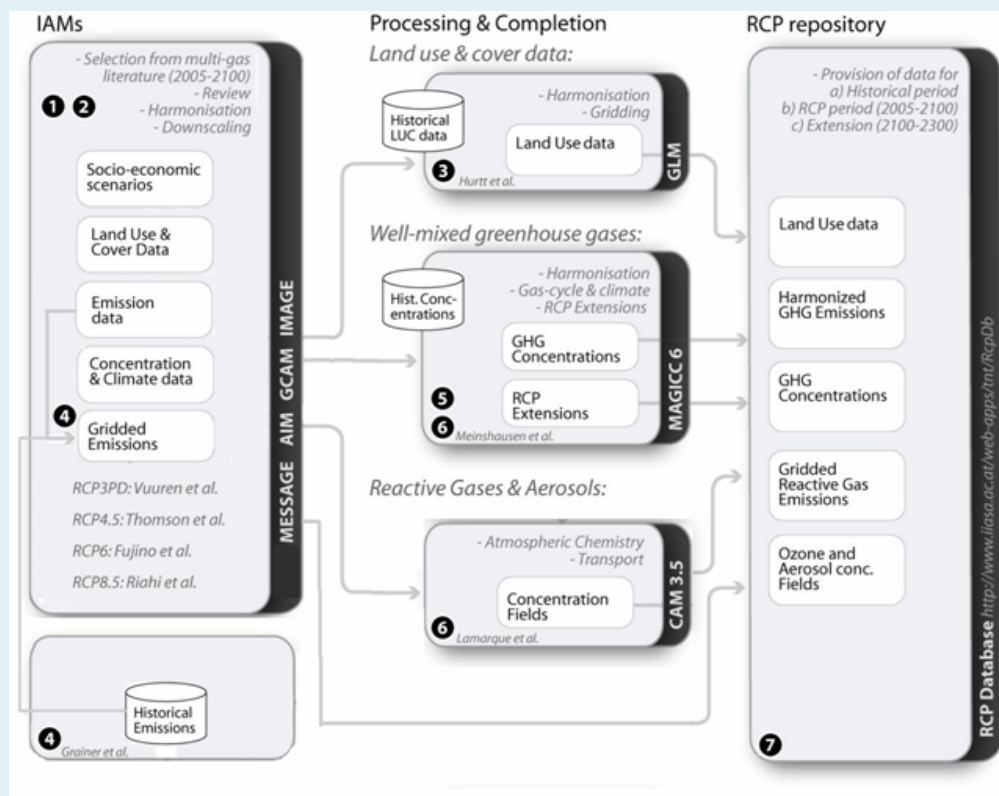 IAMs
- Selection from multi-gas
literature (2005-2100)
- Review
- Harmonisation
- Downscaling
1 2
Socio-economic
scenarios
Land Use &
Cover Data
Emission
data
Concentration
& Climate data
4
Gridded
Emissions
RCP3PD: Vuuren et al.
RCP4.5: Thomson et al.
RCP6: Fujino et al.
RCP8.5: Riahi et al.
MESSAGE AIM GCAM IMAGE
Historical
Emissions
4
Grainer et al.
Processing & Completion
Land use & cover data:
Historical
LUC data
- Harmonisation
- Gridding
Land Use data
3
Hurtt et al.
GLM
Well-mixed greenhouse gases:
Hist. Conc-
entrations
- Harmonisation
- Gas-cycle & climate
- RCP Extensions
GHG
Concentrations
5
RCP
Extensions
6
Meinshausen et al.
MAGICC 6
Reactive Gases & Aerosols:
- Atmospheric Chemistry
- Transport
Concentration
Fields
6
Lamarque et al.
CAM 3.5
RCP repository
- Provision of data for
a) Historical period
b) RCP period (2005-2100)
c) Extension (2100-2300)
Land Use data
Harmonized
GHG Emissions
GHG
Concentrations
Gridded
Reactive Gas
Emissions
Ozone and
Aerosol conc.
Fields
7
RCP Database http://www.iiasa.ac.at/web-apps/tnt/RcpDb